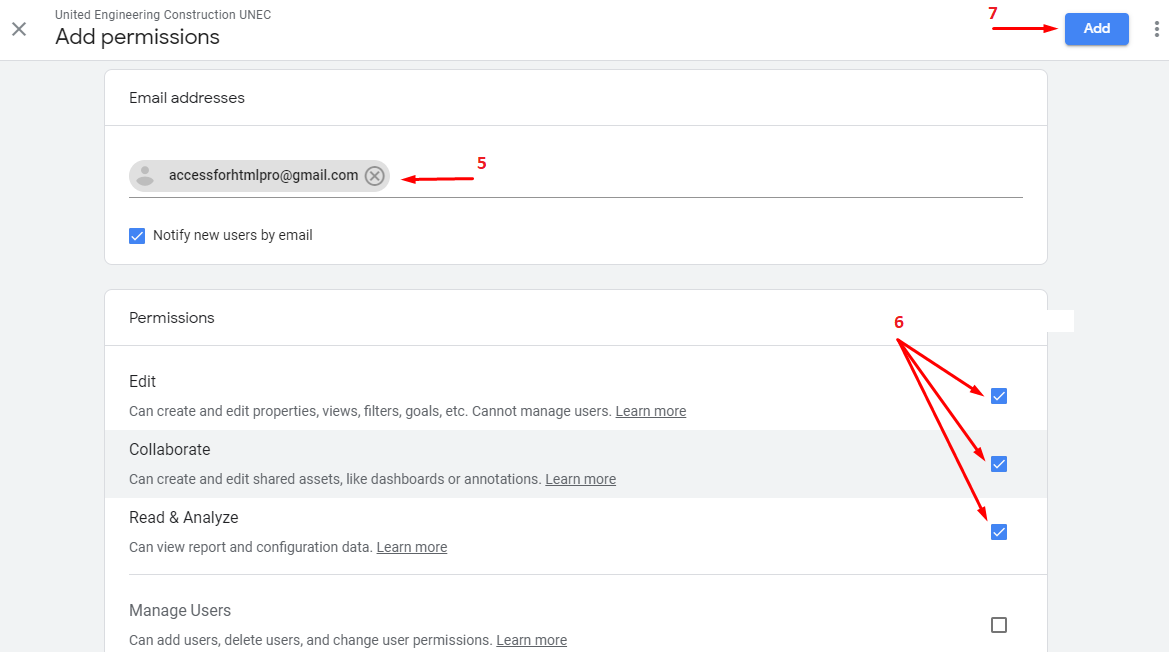 United Engineering Construction UNEC
Add permissions
7
Add
Email addresses
accessforhtmlpro@gmail.com
5
Notify new users by email
Permissions
6
Edit
Can create and edit properties, views, filters, goals, etc. Cannot manage users. Learn more
Collaborate
Can create and edit shared assets, like dashboards or annotations. Learn more
Read & Analyze
Can view report and configuration data. Learn more
Manage Users
Can add users, delete users, and change user permissions. Learn more